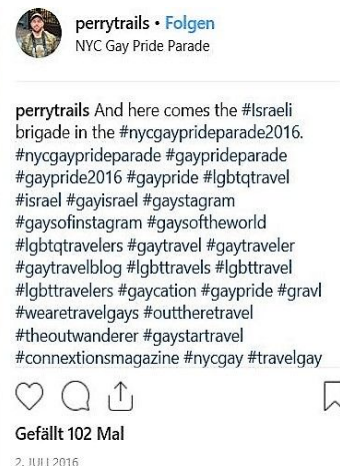 perrytrails • Folgen
NYC Gay Pride Parade
perrytrails And here comes the #Israeli
brigade in the #nycgayprideparade2016.
#nycgayprideparade #gayprideparade
#gaypride2016 #gaypride #lgbtqtravel
#israel #gayisrael #gaystagram
#gaysofinstagram #gaysoftheworld
#lgbtqtravelers #gaytravel #gaytraveler
#gaytravelblog #lgbttravels #lgbttravel
#lgbttravelers #gaycation #gaypride #gravl
#wearetravelgays #outtheretravel
#theoutwanderer #gaystartravel
#connextionsmagazine #nycgay #travelgay
Gefällt 102 Mal
2. JULI 2016